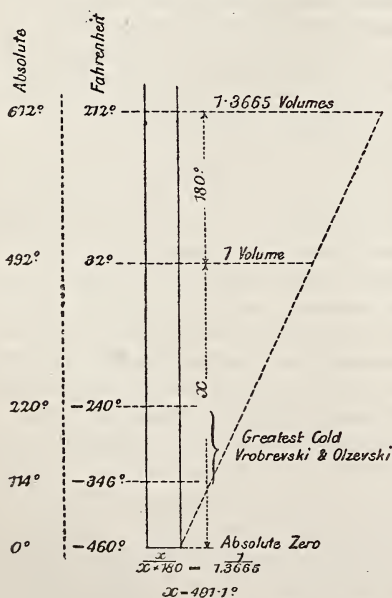 Absolute
Fahrenheit
1·3665 Volumes
672° 212°
180°
1 Volume
492° 32°
x
220° -240°
Greatest Cold
Vrobrevski & Olzevski
114° -346°
0° -460° Absolute Zero
x/x+180 = 1/1.3665
x=491·1°